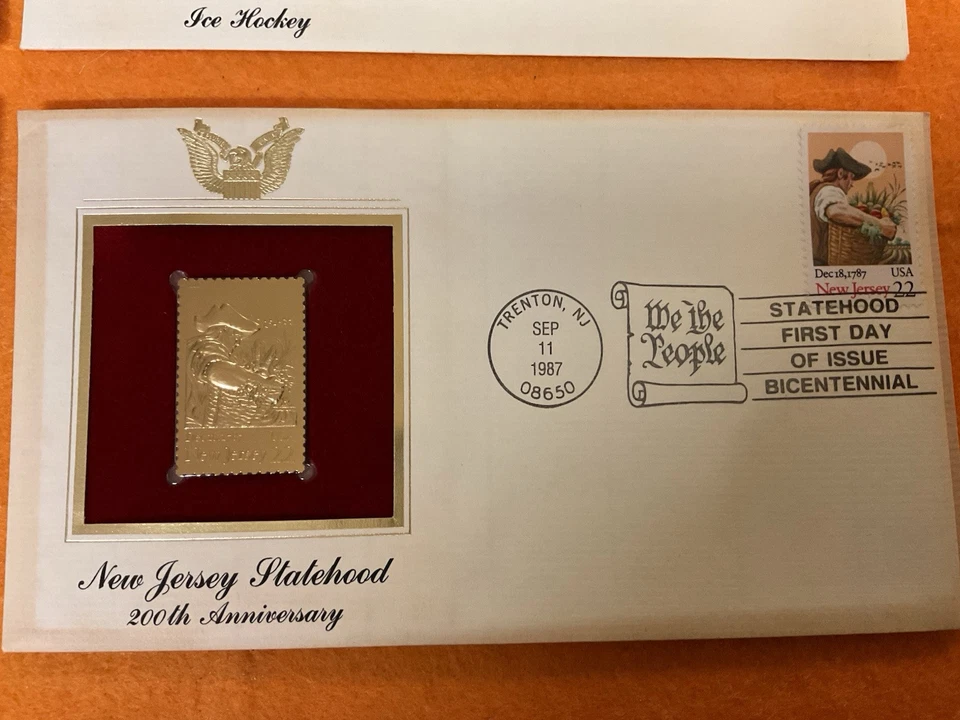 Ice Hockey
Dec 18, 1787 USA
New Jersey 22
TRENTON, NJ
SEP
11
1987
08650
We the
People
STATEHOOD
FIRST DAY
OF ISSUE
BICENTENNIAL
New Jersey 22
New Jersey Statehood
200th Anniversary